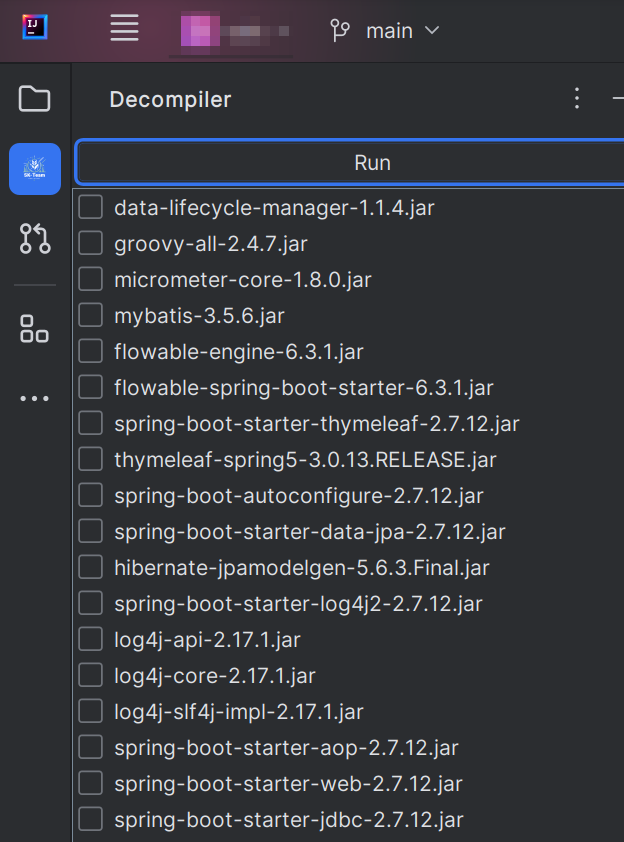 IJ
main
Decompiler
SK-Team
Run
data-lifecycle-manager-1.1.4.jar
groovy-all-2.4.7.jar
micrometer-core-1.8.0.jar
mybatis-3.5.6.jar
flowable-engine-6.3.1.jar
flowable-spring-boot-starter-6.3.1.jar
spring-boot-starter-thymeleaf-2.7.12.jar
thymeleaf-spring5-3.0.13.RELEASE.jar
spring-boot-autoconfigure-2.7.12.jar
spring-boot-starter-data-jpa-2.7.12.jar
hibernate-jpamodelgen-5.6.3.Final.jar
spring-boot-starter-log4j2-2.7.12.jar
log4j-api-2.17.1.jar
log4j-core-2.17.1.jar
log4j-slf4j-impl-2.17.1.jar
spring-boot-starter-aop-2.7.12.jar
spring-boot-starter-web-2.7.12.jar
spring-boot-starter-jdbc-2.7.12.jar